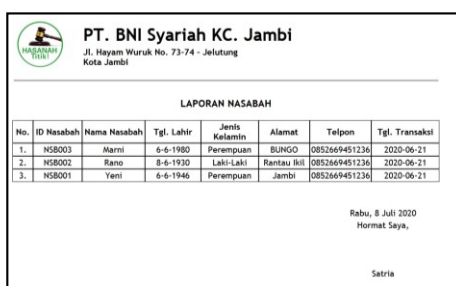 HASANAH
Titik!
PT. BNI Syariah KC. Jambi
Jl. Hayam Wuruk No. 73-74 - Jelutung
Kota Jambi
LAPORAN NASABAH
No. ID Nasabah Nama Nasabah Tgl. Lahir Jenis Kelamin Alamat Telpon Tgl. Transaksi
1. NSB003 Marni 6-6-1980 Perempuan BUNGO 0852669451236 2020-06-21
2. NSB002 Rano 8-6-1930 Laki-Laki Rantau Ikil 0852669451236 2020-06-21
3. NSB001 Yeni 6-6-1946 Perempuan Jambi 0852669451236 2020-06-21
Rabu, 8 Juli 2020
Hormat Saya,
Satria